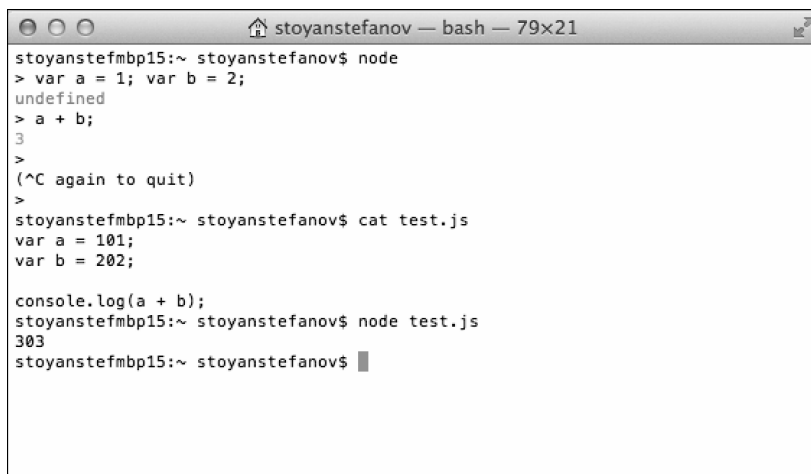 stoyanstefanov — bash — 79×21
stoyanstefmbp15:~ stoyanstefanov$ node
> var a = 1; var b = 2;
undefined
> a + b;
3
>
(^C again to quit)
>
stoyanstefmbp15:~ stoyanstefanov$ cat test.js
var a = 101;
var b = 202;

console.log(a + b);
stoyanstefmbp15:~ stoyanstefanov$ node test.js
303
stoyanstefmbp15:~ stoyanstefanov$